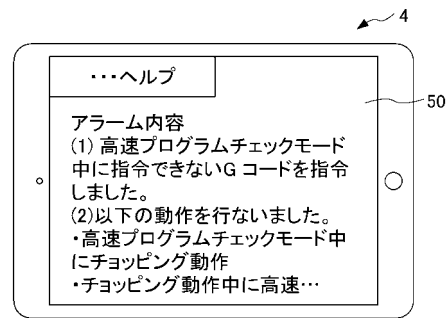 4
・・・ヘルプ
50
アラーム内容
(1) 高速プログラムチェックモード
中に指令できないG コードを指令
しました。
(2)以下の動作を行ないました。
・高速プログラムチェックモード中
にチョッピング動作
・チョッピング動作中に高速・・・